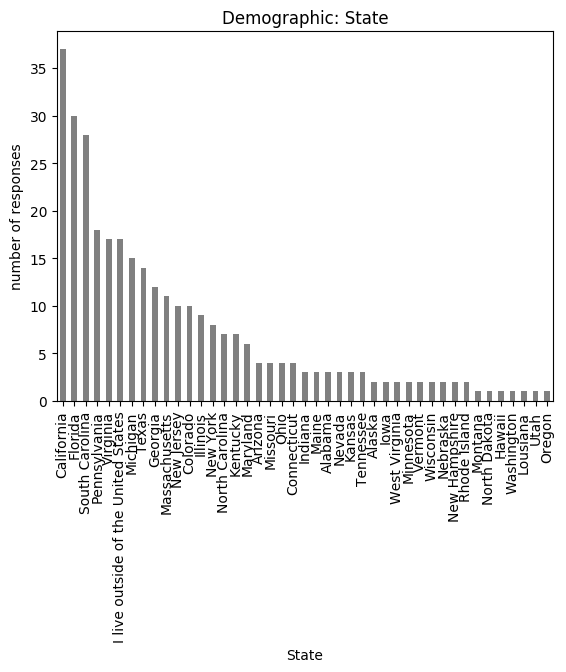 Demographic: State
number of responses
35
30
25
20
15
10
5
0
California
Florida
South Carolina
Pennsylvania
Virginia
I live outside of the United States
Michigan
Texas
Georgia
Massachusetts
New Jersey
Colorado
Illinois
New York
North Carolina
Kentucky
Maryland
Arizona
Missouri
Ohio
Connecticut
Indiana
Maine
Alabama
Nevada
Kansas
Tennessee
Alaska
Iowa
West Virginia
Minnesota
Vermont
Wisconsin
Nebraska
New Hampshire
Rhode Island
Montana
North Dakota
Hawaii
Washington
Lousiana
Utah
Oregon
State